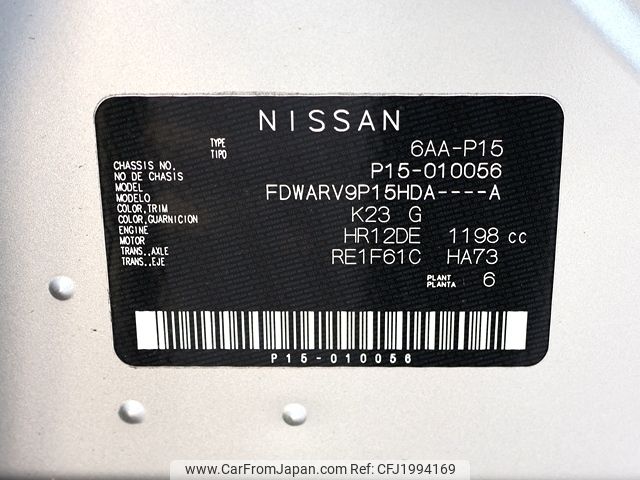 NISSAN
TYPE
TIPO 6AA-P15
CHASSIS NO.
NO DE CHASIS P15-010056
MODEL
MODELO FDWARV9P15HDA----A
COLOR,TRIM
COLOR,GUARNICION K23 G
ENGINE
MOTOR HR12DE 1198 cc
TRANS.,AXLE
TRANS.,EJE RE1F61C HA73
PLANT
PLANTA 6
P15-010056
www.CarFromJapan.com - Photo ID: CFJ1994169